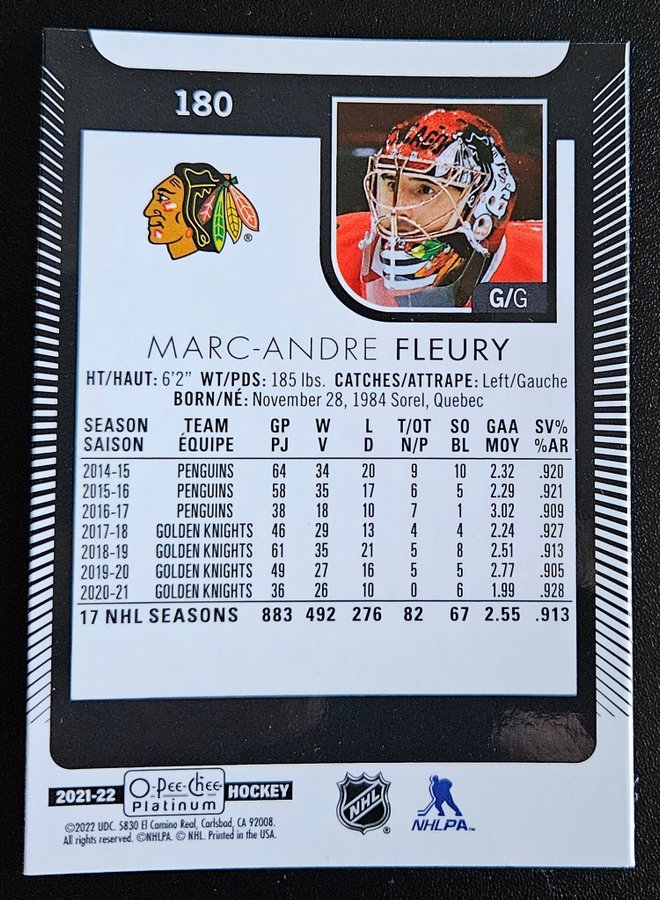 180
G/G
MARC-ANDRE FLEURY
HT/HAUT: 6'2" WT/PDS: 185 lbs. CATCHES/ATTRAPE: Left/Gauche
BORN/NÉ: November 28, 1984 Sorel, Quebec
SEASON TEAM GP W L T/OT SO GAA SV%
SAISON ÉQUIPE PJ V D N/P BL MOY %AR
2014-15 PENGUINS 64 34 20 9 10 2.32 .920
2015-16 PENGUINS 58 35 17 6 5 2.29 .921
2016-17 PENGUINS 38 18 10 7 1 3.02 .909
2017-18 GOLDEN KNIGHTS 46 29 13 4 4 2.24 .927
2018-19 GOLDEN KNIGHTS 61 35 21 5 8 2.51 .913
2019-20 GOLDEN KNIGHTS 49 27 16 5 5 2.77 .905
2020-21 GOLDEN KNIGHTS 36 26 10 0 6 1.99 .928
17 NHL SEASONS 883 492 276 82 67 2.55 .913
2021-22 O-Pee-Chee Platinum HOCKEY
NHL
NHLPA
©2022 UDC. 5830 El Camino Real, Carlsbad, CA 92008.
All rights reserved. ©NHLPA. © NHL. Printed in the USA.